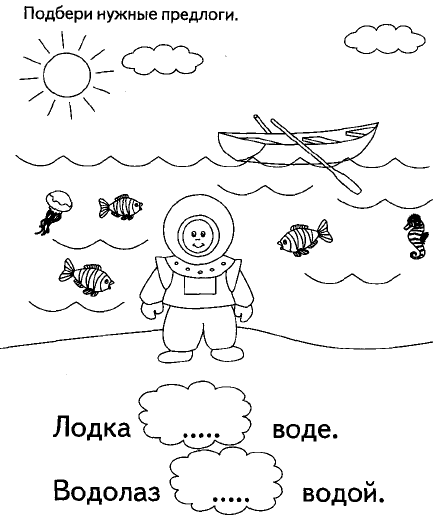 Подбери нужные предлоги.
Лодка ..... воде.
Водолаз ..... водой.